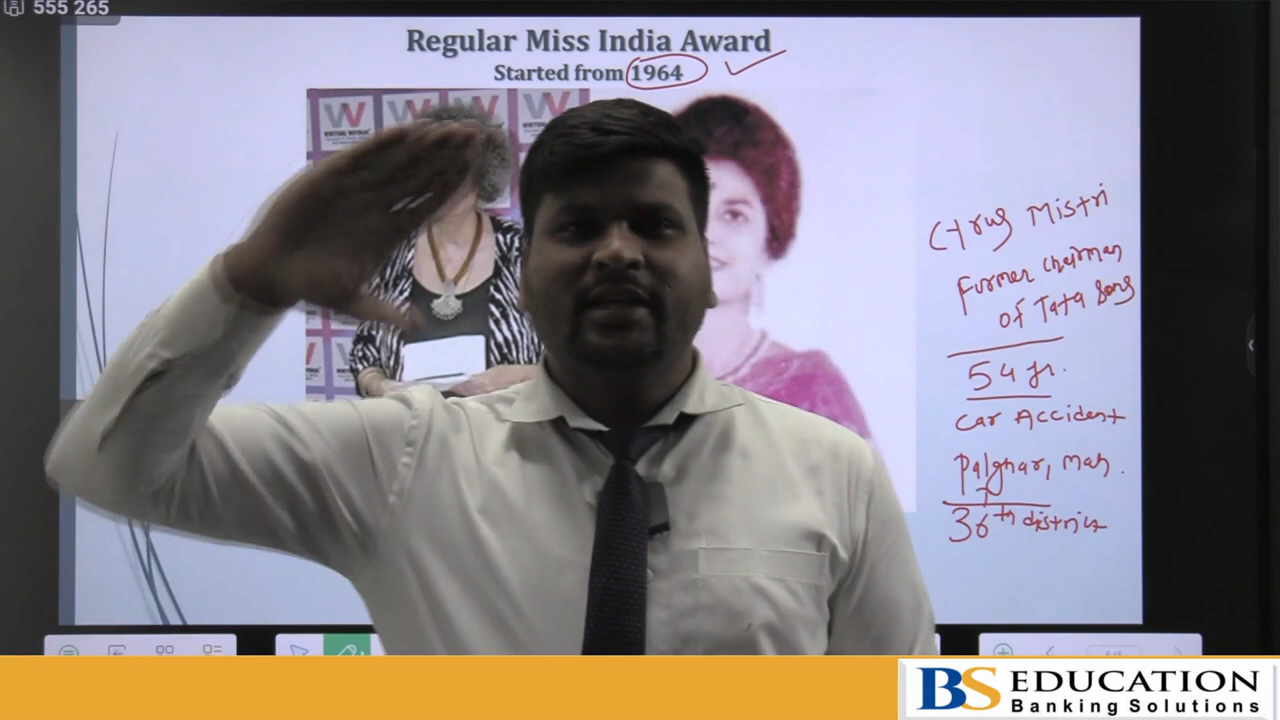 555 265
Regular Miss India Award
Started from 1964
Cyrus Mistri
Former chairman
of Tata Sons
54 yr.
Car Accident
Palghar, Mah.
36th district
BS EDUCATION
Banking Solutions